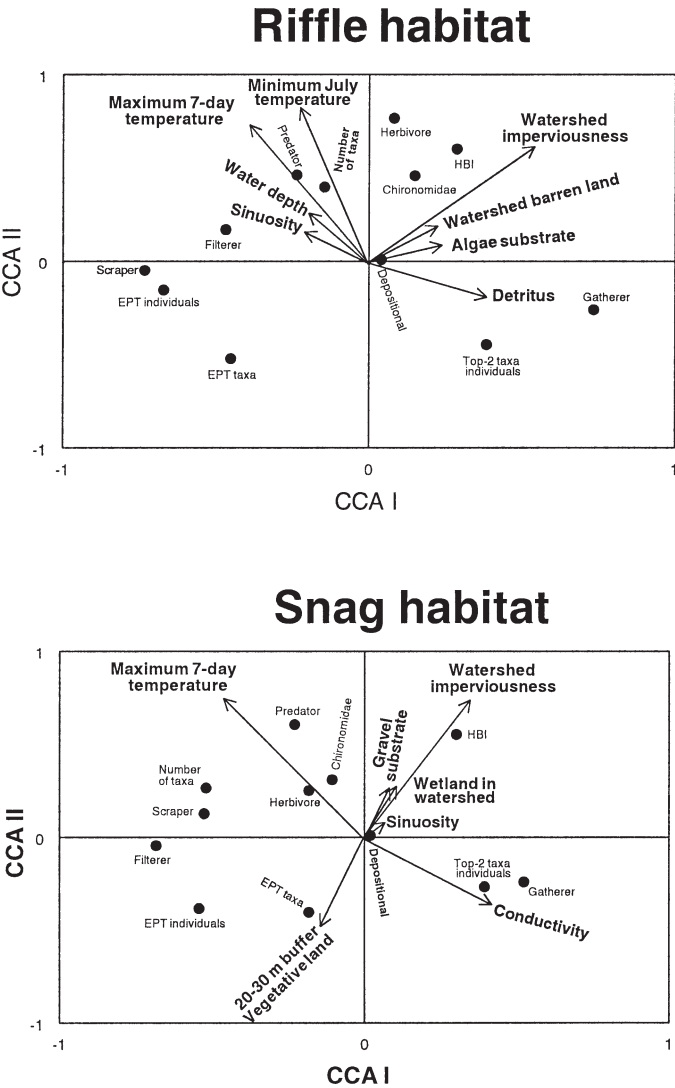 Riffle habitat
1
Minimum July
temperature
Maximum 7-day
temperature
Predator
Number
of taxa
Herbivore
Watershed
imperviousness
HBI
Chironomidae
Water depth
Sinuosity
Watershed barren land
Filterer
Algae substrate
CCA II
0
Scraper
EPT individuals
Depositional
Detritus
Gatherer
EPT taxa
Top-2 taxa
individuals
-1
-1
0
1
CCA I
Snag habitat
1
Maximum 7-day
temperature
Watershed
imperviousness
Predator
Chironomidae
Gravel
substrate
HBI
Number
of taxa
Herbivore
Wetland in
watershed
Scraper
Sinuosity
CCA II
0
Filterer
Depositional
Top-2 taxa
individuals
Gatherer
EPT taxa
EPT individuals
Conductivity
20-30 m buffer
Vegetative land
-1
-1
0
1
CCA I